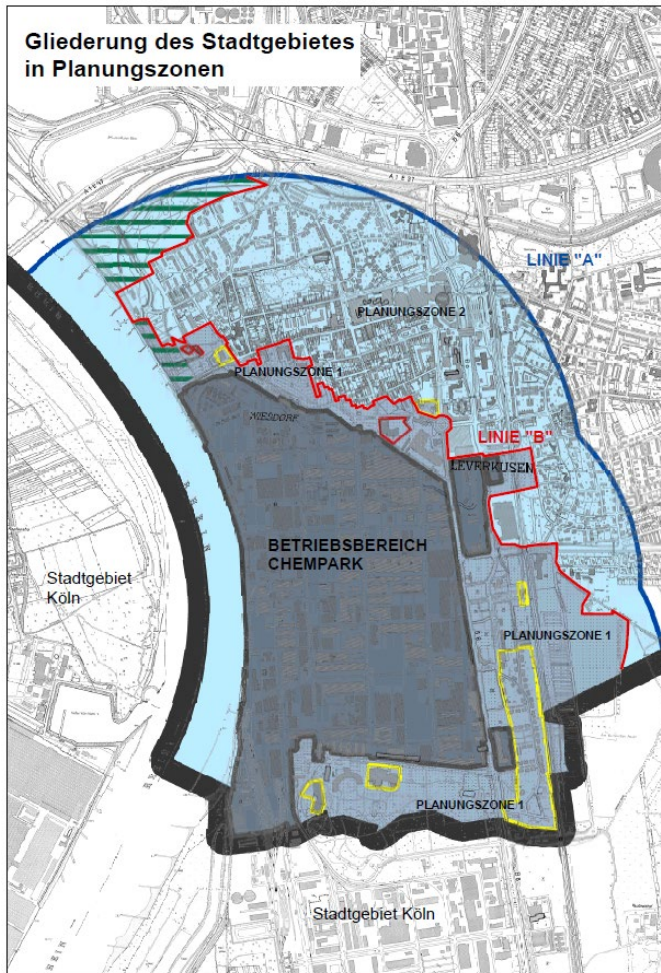 Gliederung des Stadtgebietes
in Planungszonen
LINIE "A"
PLANUNGSZONE 2
PLANUNGSZONE 1
WIESDORF
LINIE "B"
LEVERKUSEN
BETRIEBSBEREICH
CHEMPARK
Stadtgebiet
Köln
PLANUNGSZONE 1
PLANUNGSZONE 1
Stadtgebiet Köln
RHEIN